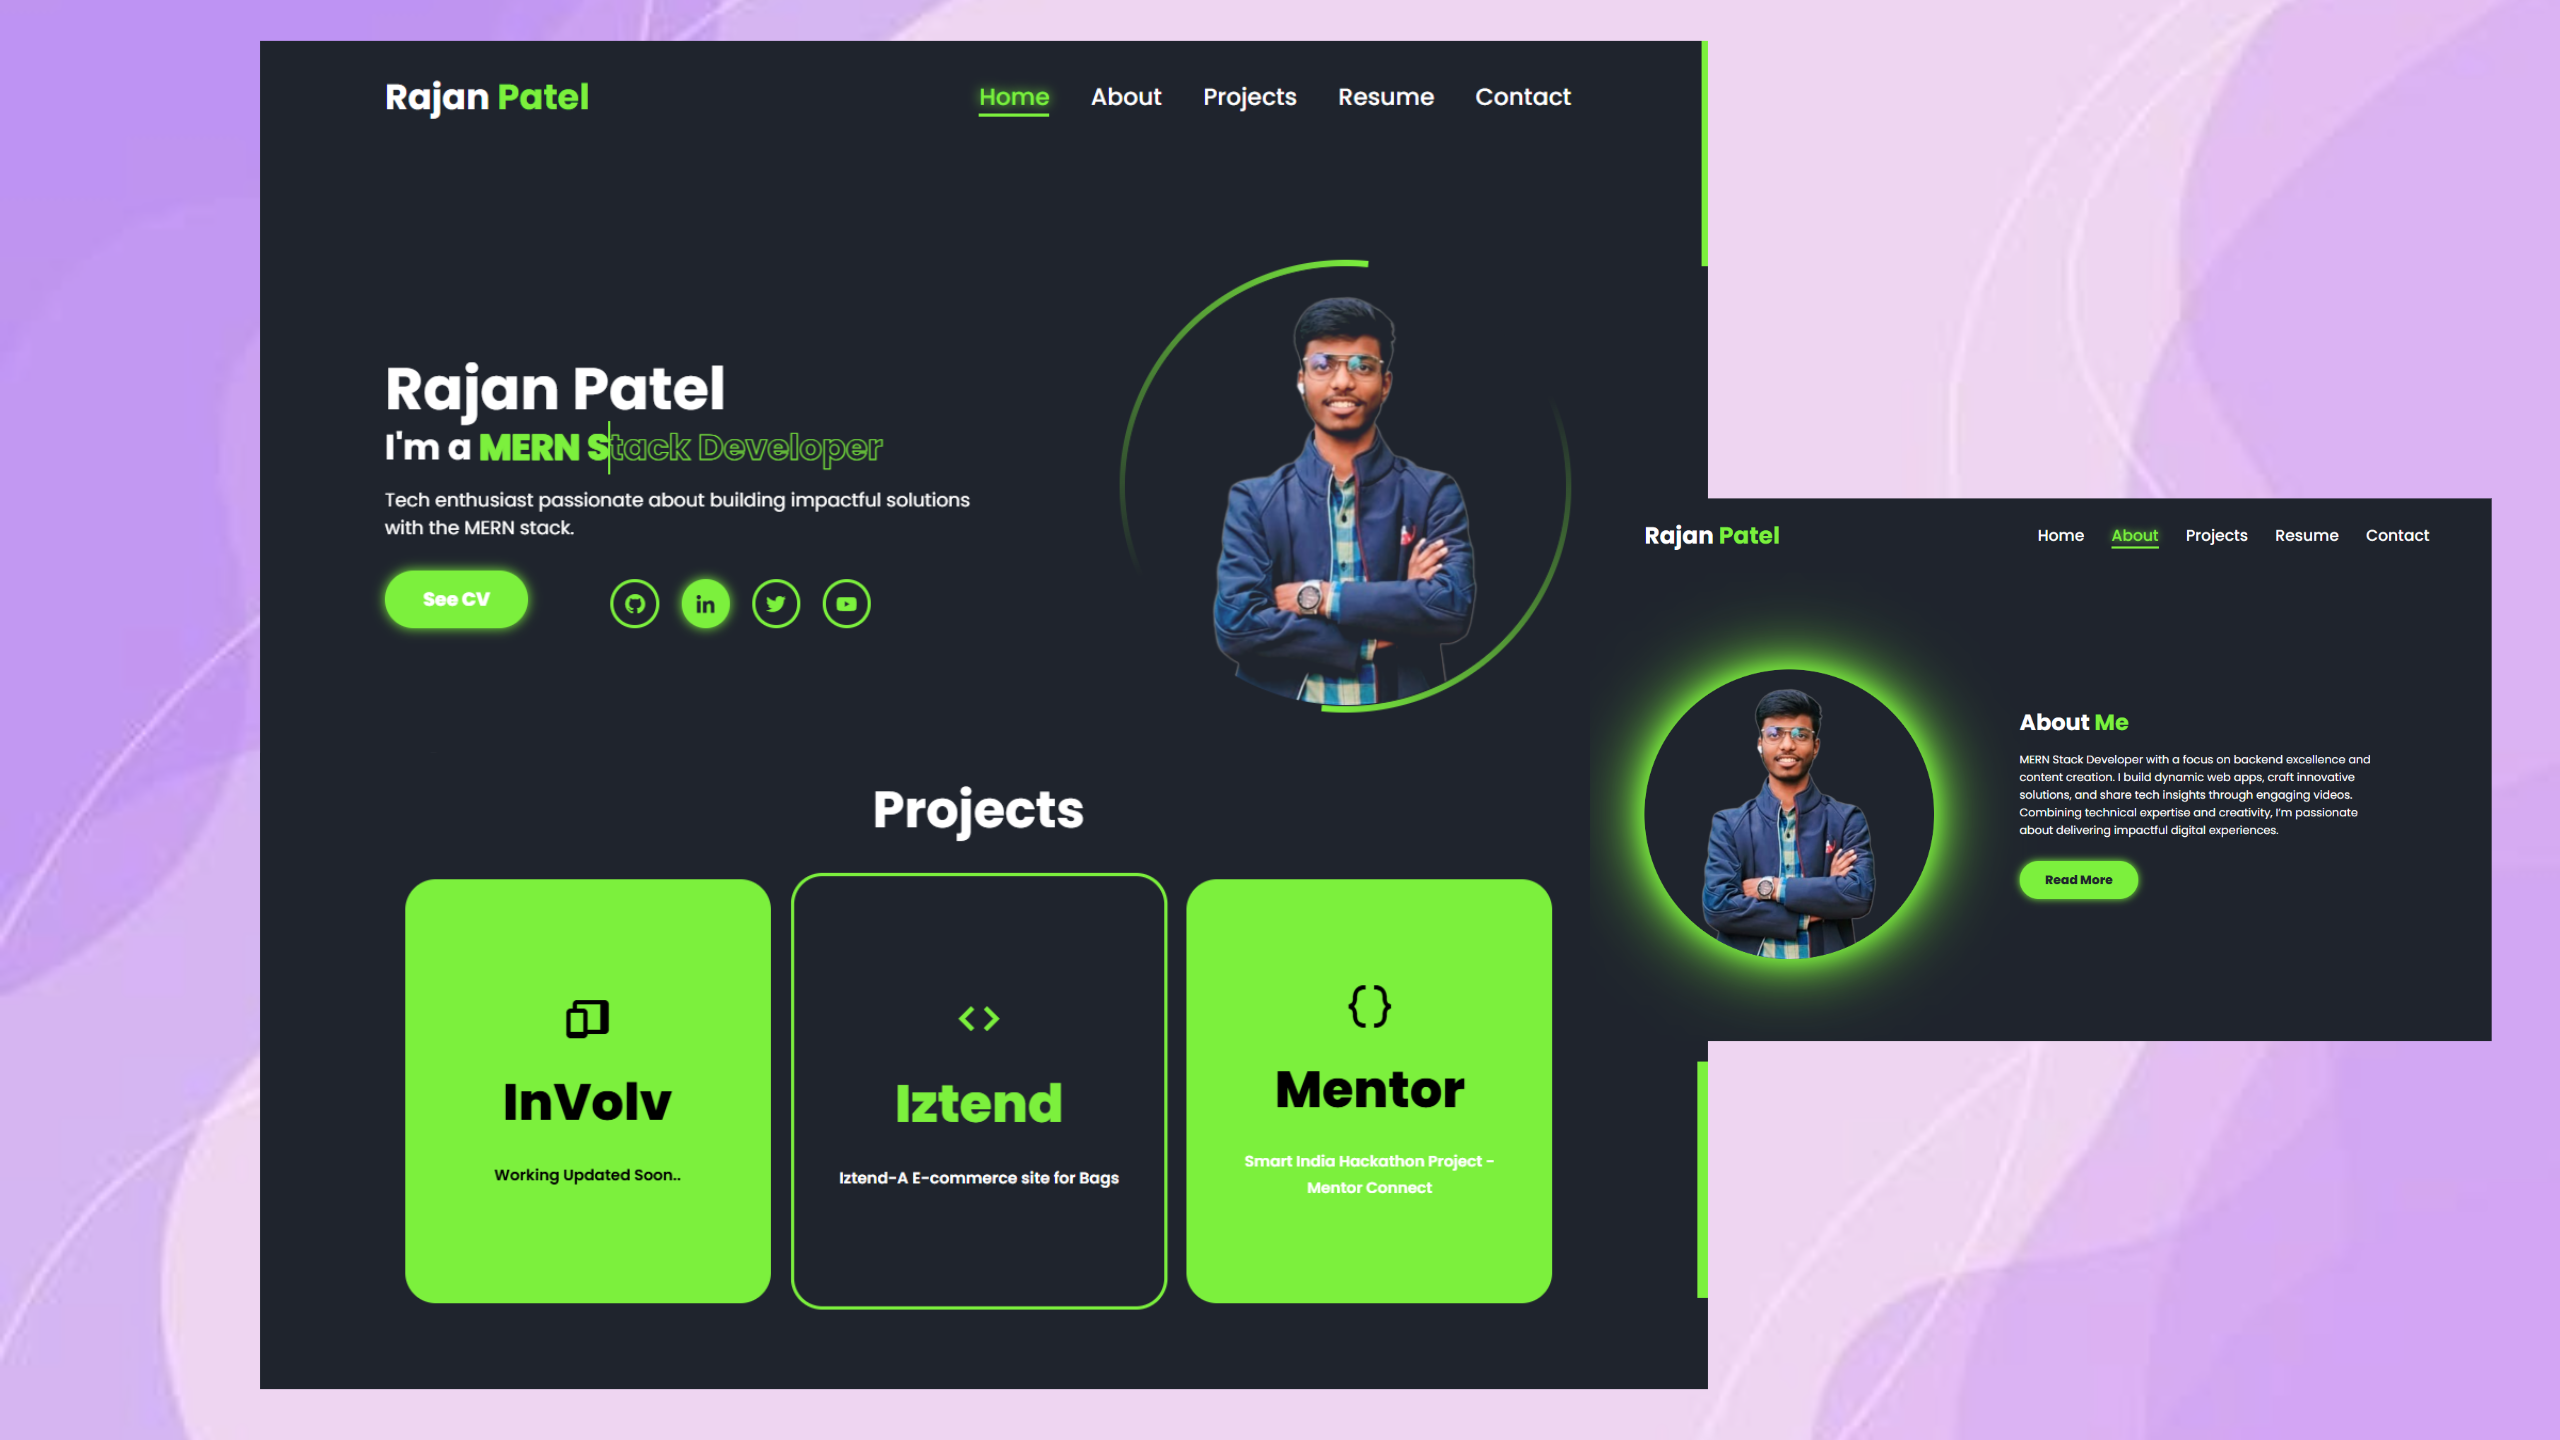 Rajan Patel
Home About Projects Resume Contact
Rajan Patel
I'm a MERN Stack Developer
Tech enthusiast passionate about building impactful solutions
with the MERN stack.
See CV
in
Projects
InVolv
Working Updated Soon..
Iztend
Iztend-A E-commerce site for Bags
Mentor
Smart India Hackathon Project -
Mentor Connect
Rajan Patel
Home About Projects Resume Contact
About Me
MERN Stack Developer with a focus on backend excellence and
content creation. I build dynamic web apps, craft innovative
solutions, and share tech insights through engaging videos.
Combining technical expertise and creativity, I'm passionate
about delivering impactful digital experiences.
Read More